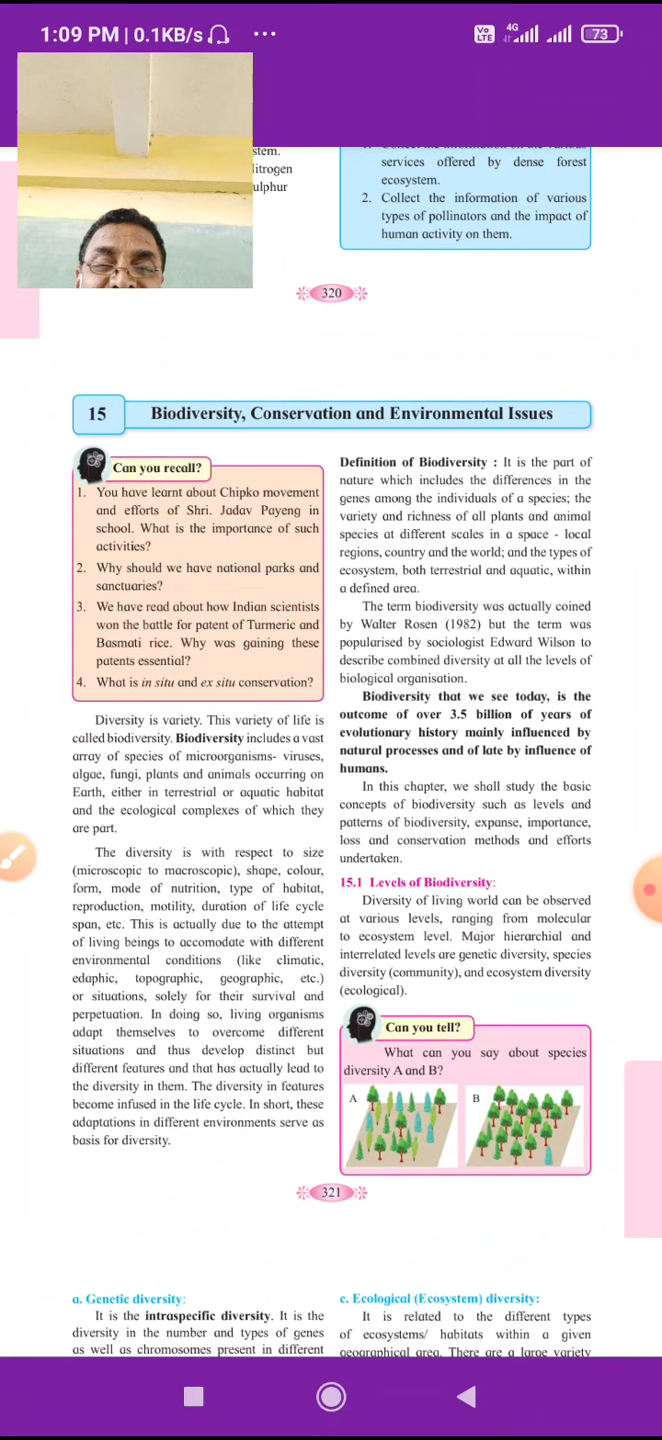 1:09 PM | 0.1KB/s
Vo LTE 4G 73
stem.
itrogen
ulphur
services offered by dense forest
ecosystem.
2. Collect the information of various
types of pollinators and the impact of
human activity on them.
320
15 Biodiversity, Conservation and Environmental Issues
Can you recall?
1. You have learnt about Chipko movement
and efforts of Shri. Jadav Payeng in
school. What is the importance of such
activities?
2. Why should we have national parks and
sanctuaries?
3. We have read about how Indian scientists
won the battle for patent of Turmeric and
Basmati rice. Why was gaining these
patents essential?
4. What is in situ and ex situ conservation?
Diversity is variety. This variety of life is
called biodiversity. Biodiversity includes a vast
array of species of microorganisms- viruses,
algae, fungi, plants and animals occurring on
Earth, either in terrestrial or aquatic habitat
and the ecological complexes of which they
are part.
The diversity is with respect to size
(microscopic to macroscopic), shape, colour,
form, mode of nutrition, type of habitat,
reproduction, motility, duration of life cycle
span, etc. This is actually due to the attempt
of living beings to accomodate with different
environmental conditions (like climatic,
edaphic, topographic, geographic, etc.)
or situations, solely for their survival and
perpetuation. In doing so, living organisms
adapt themselves to overcome different
situations and thus develop distinct but
different features and that has actually lead to
the diversity in them. The diversity in features
become infused in the life cycle. In short, these
adaptations in different environments serve as
basis for diversity.
Definition of Biodiversity : It is the part of
nature which includes the differences in the
genes among the individuals of a species; the
variety and richness of all plants and animal
species at different scales in a space - local
regions, country and the world; and the types of
ecosystem, both terrestrial and aquatic, within
a defined area.
The term biodiversity was actually coined
by Walter Rosen (1982) but the term was
popularised by sociologist Edward Wilson to
describe combined diversity at all the levels of
biological organisation.
Biodiversity that we see today, is the
outcome of over 3.5 billion of years of
evolutionary history mainly influenced by
natural processes and of late by influence of
humans.
In this chapter, we shall study the basic
concepts of biodiversity such as levels and
patterns of biodiversity, expanse, importance,
loss and conservation methods and efforts
undertaken.
15.1 Levels of Biodiversity:
Diversity of living world can be observed
at various levels, ranging from molecular
to ecosystem level. Major hierarchial and
interrelated levels are genetic diversity, species
diversity (community), and ecosystem diversity
(ecological).
Can you tell?
What can you say about species
diversity A and B?
A B
321
a. Genetic diversity:
It is the intraspecific diversity. It is the
diversity in the number and types of genes
as well as chromosomes present in different
c. Ecological (Ecosystem) diversity:
It is related to the different types
of ecosystems/ habitats within a given
geographical area. There are a large variety